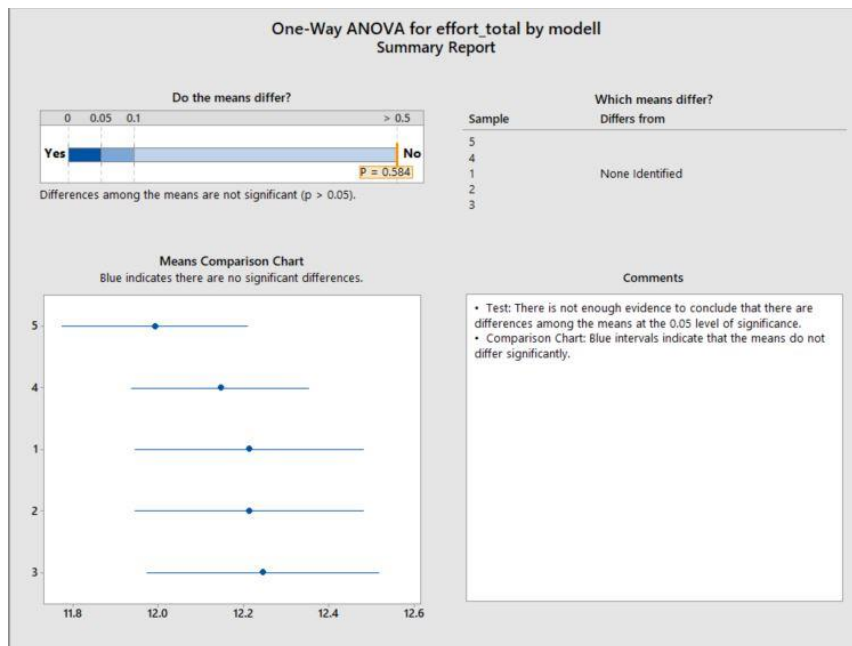 One-Way ANOVA for effort_total by modell
Summary Report
Do the means differ?
0 0.05 0.1 > 0.5
Yes No
P = 0.584
Differences among the means are not significant (p > 0.05).
Which means differ?
Sample Differs from
5
4
1 None Identified
2
3
Means Comparison Chart
Blue indicates there are no significant differences.
5
4
1
2
3
11.8 12.0 12.2 12.4 12.6
Comments
• Test: There is not enough evidence to conclude that there are
differences among the means at the 0.05 level of significance.
• Comparison Chart: Blue intervals indicate that the means do not
differ significantly.